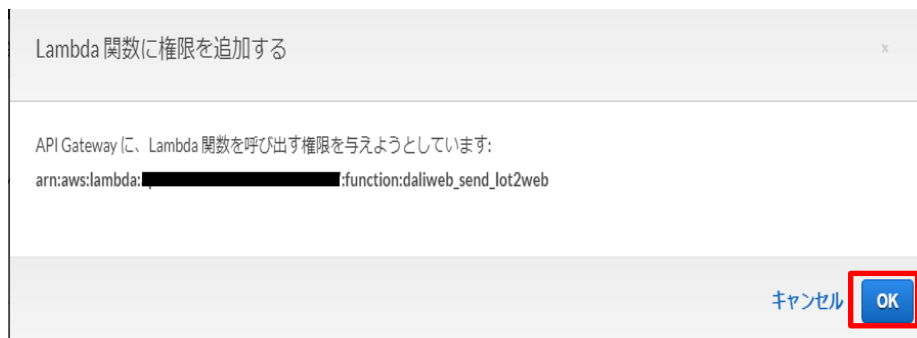 Lambda 関数に権限を追加する
x
API Gateway に、Lambda 関数を呼び出す権限を与えようとしています:
arn:aws:lambda: :function:daliweb_send_Iot2web
キャンセル OK